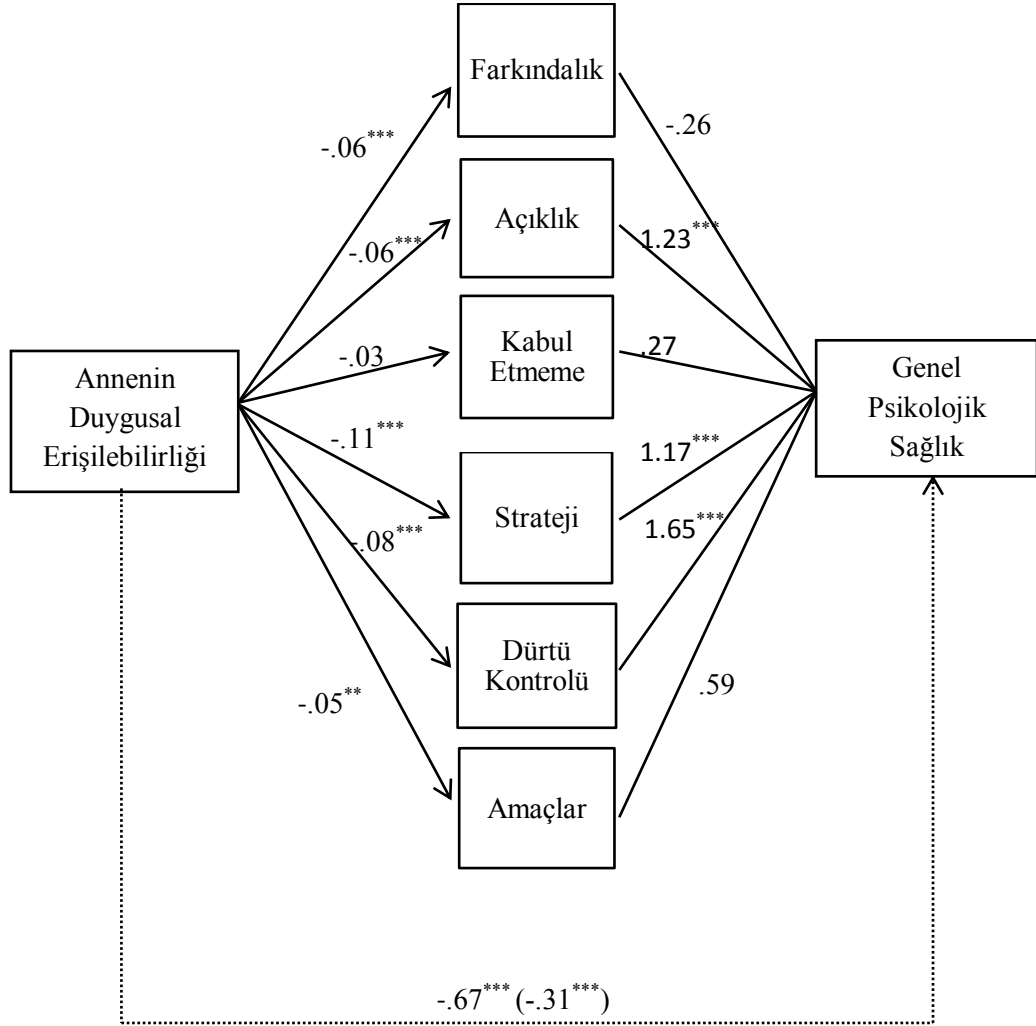 Farkındalık
-.06***
-.26
Açıklık
-.06***
1.23***
Kabul
Etmeme
-.03
.27
Annenin
Duygusal
Erişilebilirliği
Genel
Psikolojik
Sağlık
-.11***
1.17***
Strateji
-.08***
1.65***
Dürtü
Kontrolü
-.05**
.59
Amaçlar
-.67*** (-.31***)